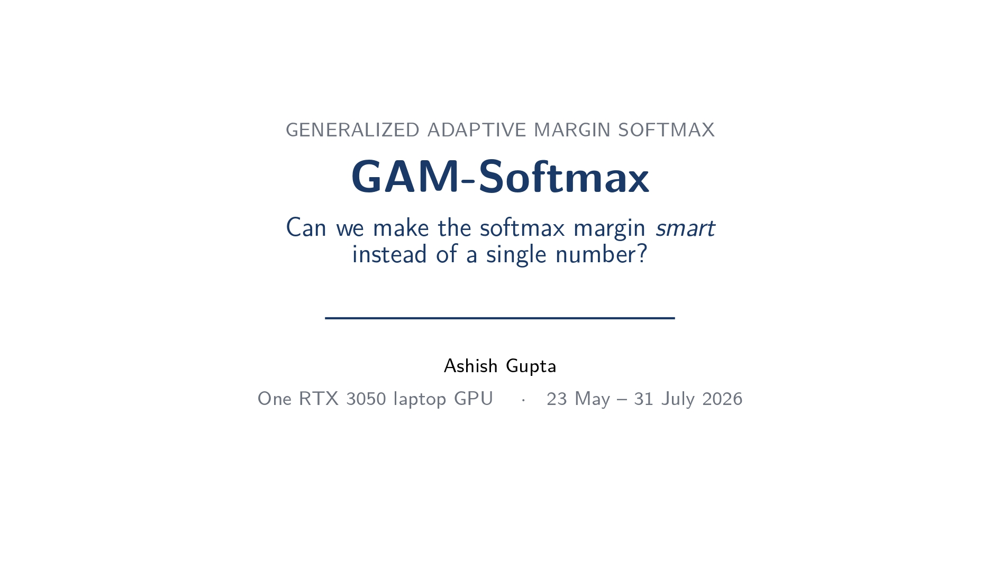 GENERALIZED ADAPTIVE MARGIN SOFTMAX
GAM-Softmax
Can we make the softmax margin smart
instead of a single number?
Ashish Gupta
One RTX 3050 laptop GPU · 23 May – 31 July 2026